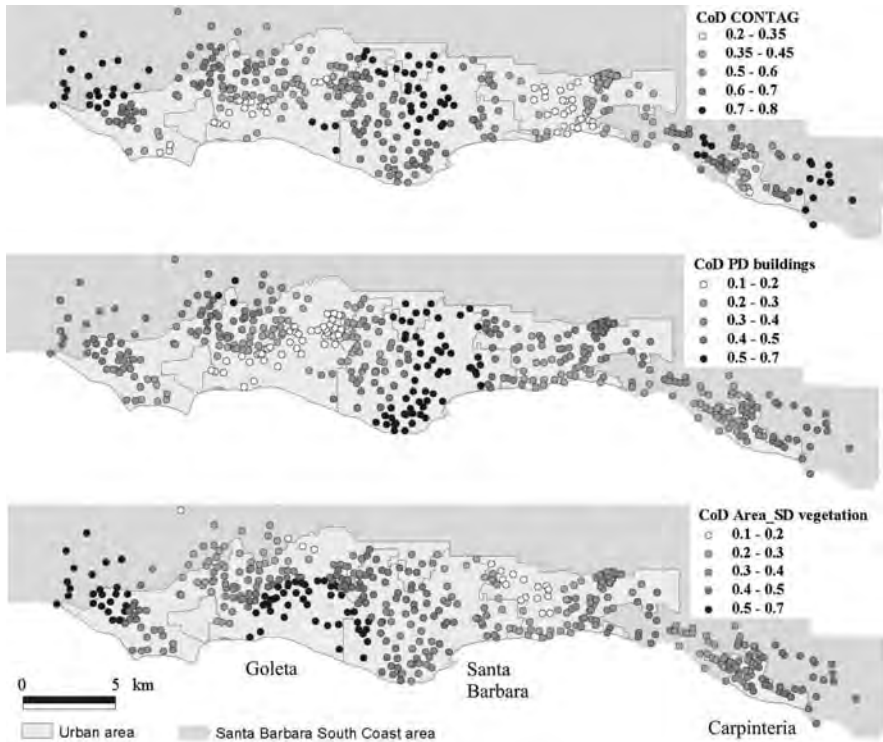 CoD CONTAG
0.2 - 0.35
0.35 - 0.45
0.5 - 0.6
0.6 - 0.7
0.7 - 0.8
CoD PD buildings
0.1 - 0.2
0.2 - 0.3
0.3 - 0.4
0.4 - 0.5
0.5 - 0.7
CoD Area_SD vegetation
0.1 - 0.2
0.2 - 0.3
0.3 - 0.4
0.4 - 0.5
0.5 - 0.7
Goleta
Santa
Barbara
Carpinteria
0 5 km
Urban area
Santa Barbara South Coast area